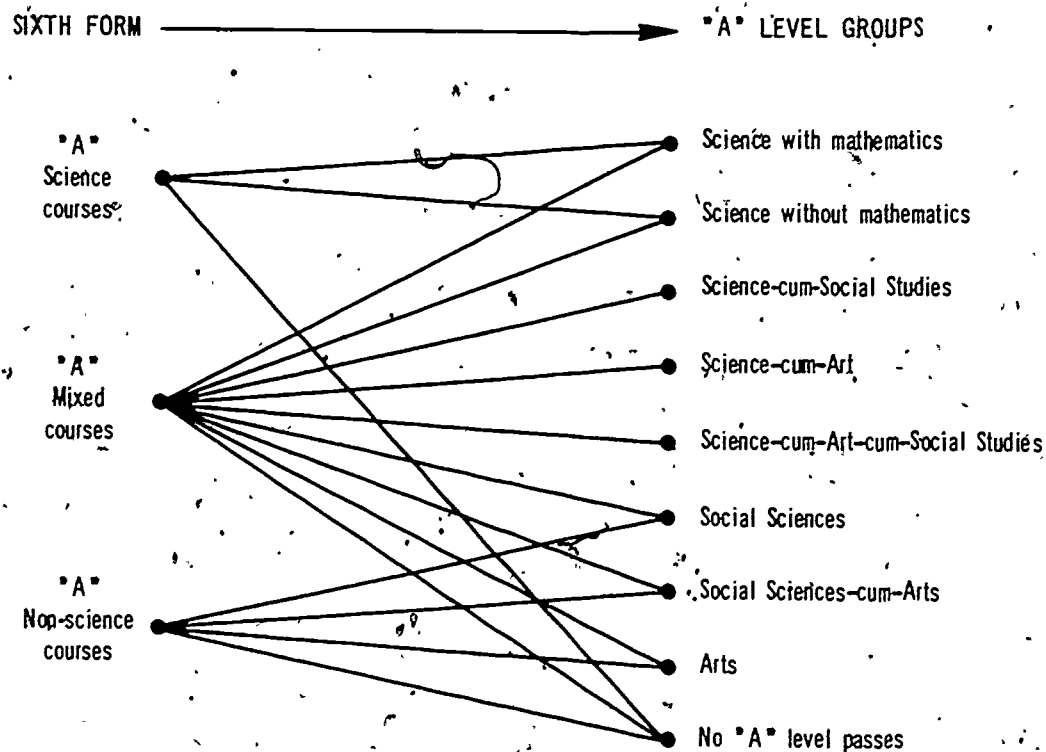 SIXTH FORM
"A" LEVEL GROUPS
"A"
Science
courses
"A"
Mixed
courses
"A"
Non-science
courses
Science with mathematics
Science without mathematics
Science-cum-Social Studies
Science-cum-Art
Science-cum-Art-cum-Social Studies
Social Sciences
Social Sciences-cum-Arts
Arts
No "A" level passes